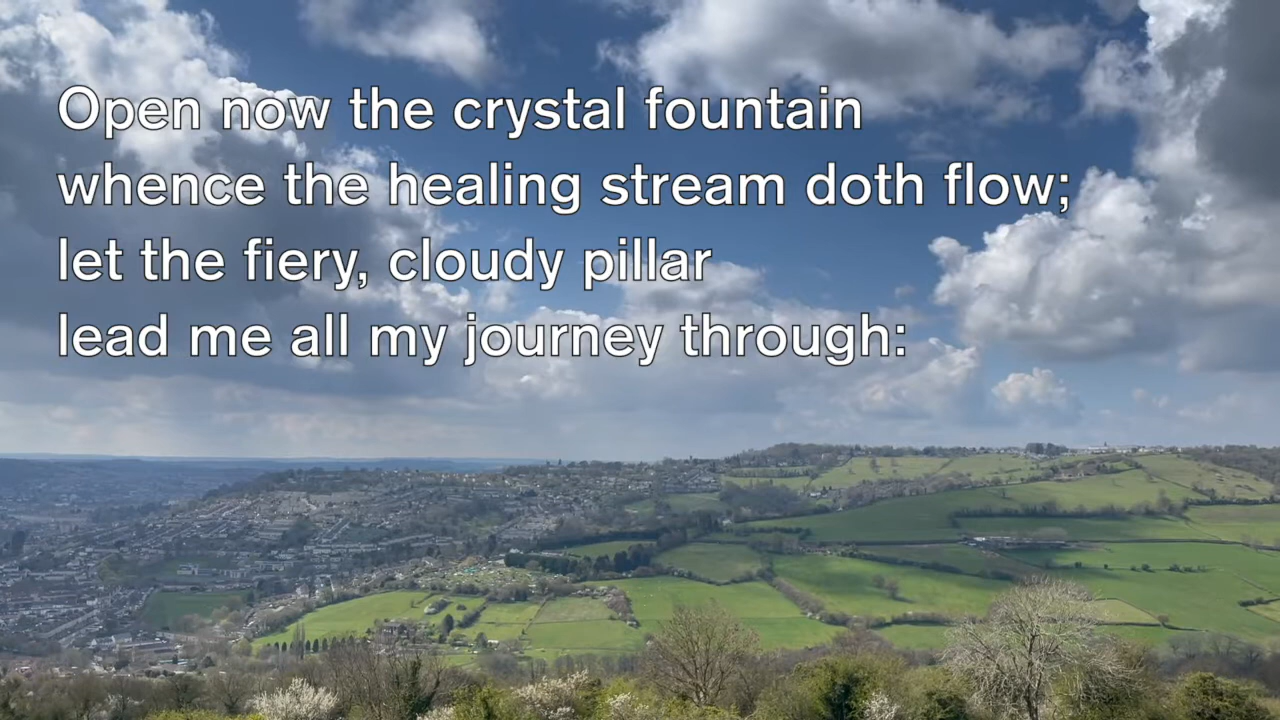 Open now the crystal fountain
whence the healing stream doth flow;
let the fiery, cloudy pillar
lead me all my journey through: